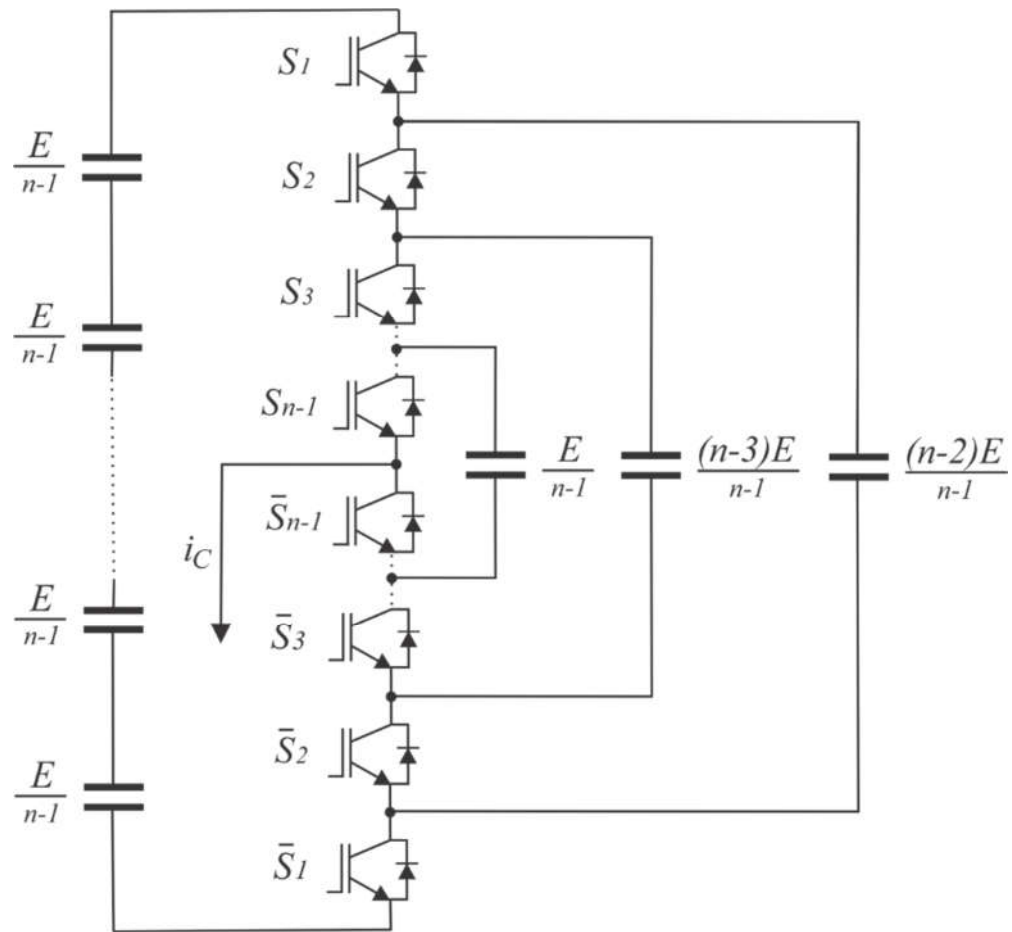 S1
E
n-1
S2
S3
E
n-1
Sn-1
E
n-1
(n-3)E
n-1
(n-2)E
n-1
S̄n-1
iC
E
n-1
S̄3
S̄2
E
n-1
S̄1